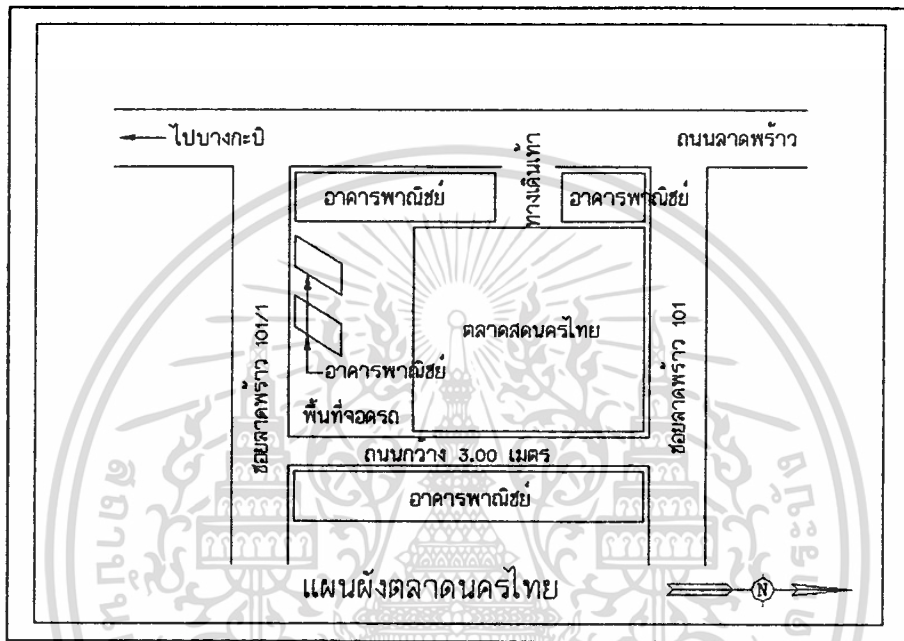 ไปบางกะปิ
ถนนลาดพร้าว
ทางเดินเท้า
อาคารพาณิชย์
อาคารพาณิชย์
ตลาดสดนครไทย
ซอยลาดพร้าว 101/1
ซอยลาดพร้าว 101
อาคารพาณิชย์
พื้นที่จอดรถ
ถนนกว้าง 3.00 เมตร
อาคารพาณิชย์
แผนผังตลาดนครไทย
N